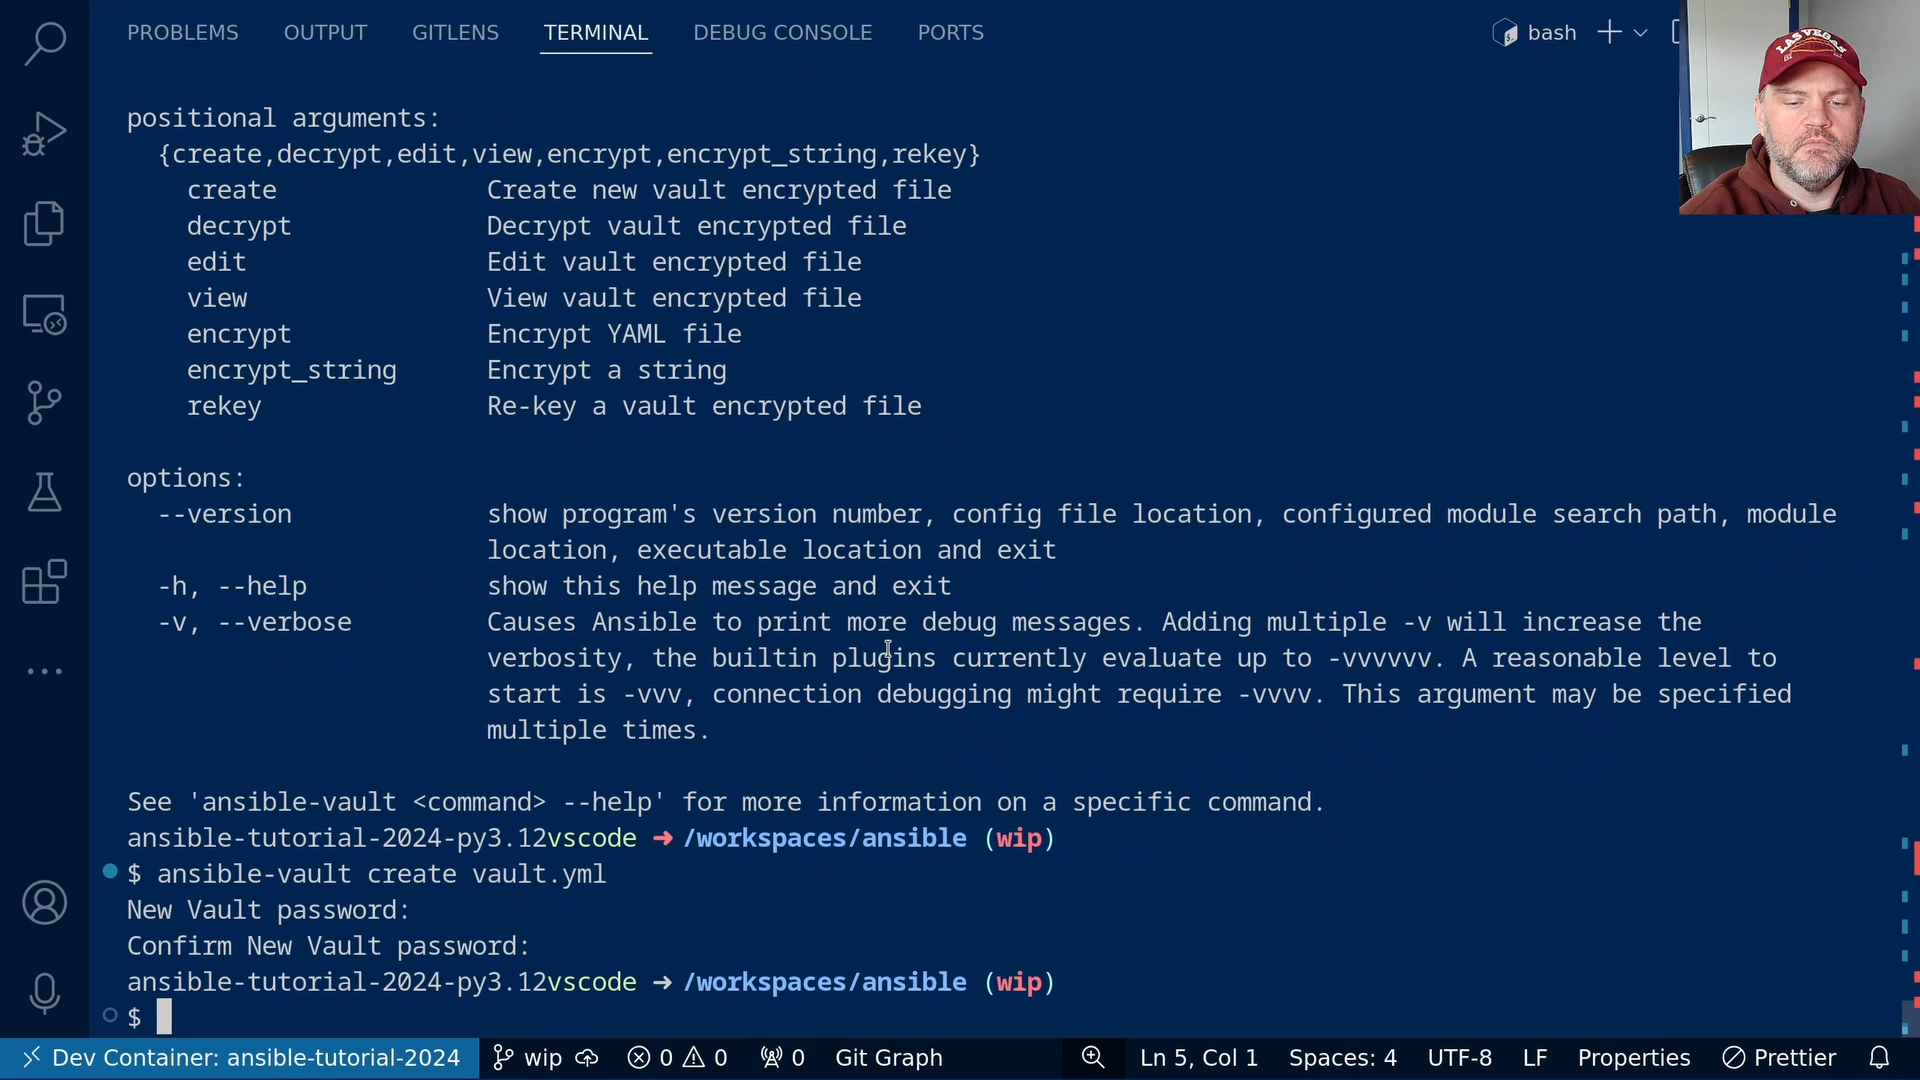 PROBLEMS OUTPUT GITLENS TERMINAL DEBUG CONSOLE PORTS bash
LAS VEGAS
positional arguments:
{create,decrypt,edit,view,encrypt,encrypt_string,rekey}
create Create new vault encrypted file
decrypt Decrypt vault encrypted file
edit Edit vault encrypted file
view View vault encrypted file
encrypt Encrypt YAML file
encrypt_string Encrypt a string
rekey Re-key a vault encrypted file
options:
--version show program's version number, config file location, configured module search path, module
location, executable location and exit
-h, --help show this help message and exit
-v, --verbose Causes Ansible to print more debug messages. Adding multiple -v will increase the
verbosity, the builtin plugins currently evaluate up to -vvvvvv. A reasonable level to
start is -vvv, connection debugging might require -vvvv. This argument may be specified
multiple times.
See 'ansible-vault <command> --help' for more information on a specific command.
ansible-tutorial-2024-py3.12vscode ➜ /workspaces/ansible (wip)
$ ansible-vault create vault.yml
New Vault password:
Confirm New Vault password:
ansible-tutorial-2024-py3.12vscode ➜ /workspaces/ansible (wip)
$
Dev Container: ansible-tutorial-2024 wip 0 0 0 Git Graph Ln 5, Col 1 Spaces: 4 UTF-8 LF Properties Prettier